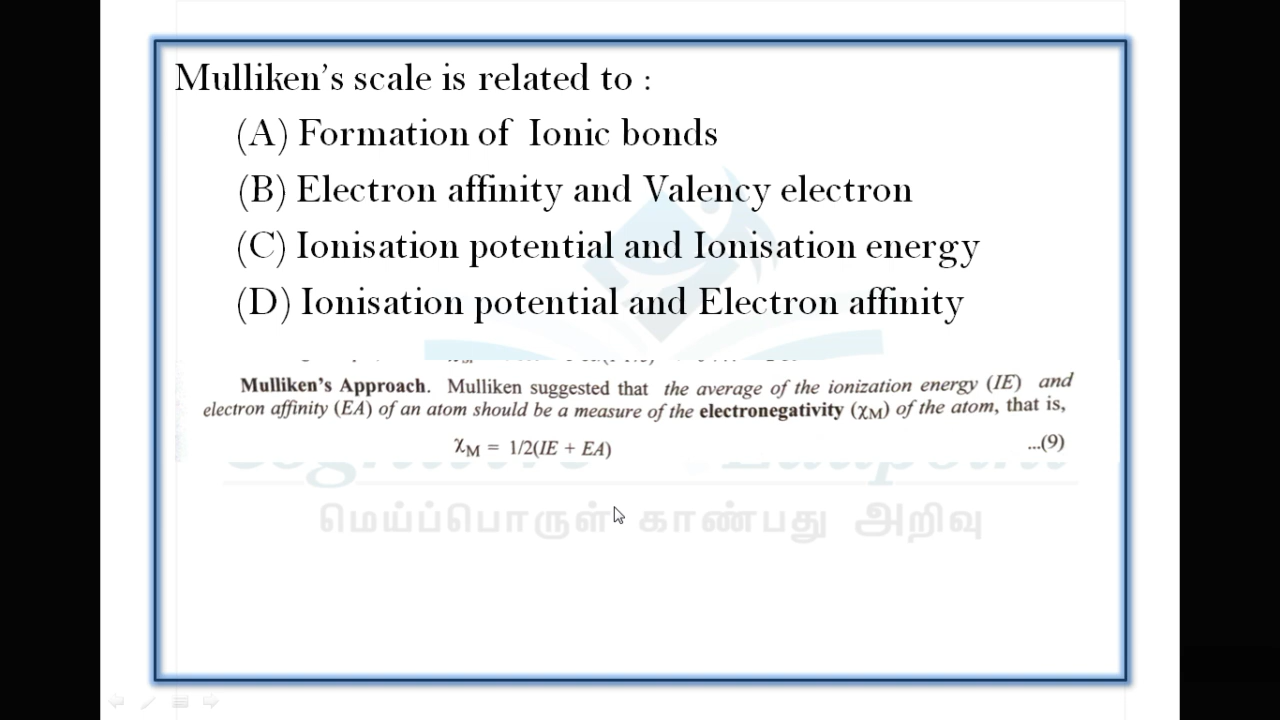 Mulliken's scale is related to :
(A) Formation of Ionic bonds
(B) Electron affinity and Valency electron
(C) Ionisation potential and Ionisation energy
(D) Ionisation potential and Electron affinity
Mulliken's Approach. Mulliken suggested that the average of the ionization energy (IE) and
electron affinity (EA) of an atom should be a measure of the electronegativity (χM) of the atom, that is,
χM = 1/2(IE + EA) ...(9)
மெய்ப்பொருள் காண்பது அறிவு